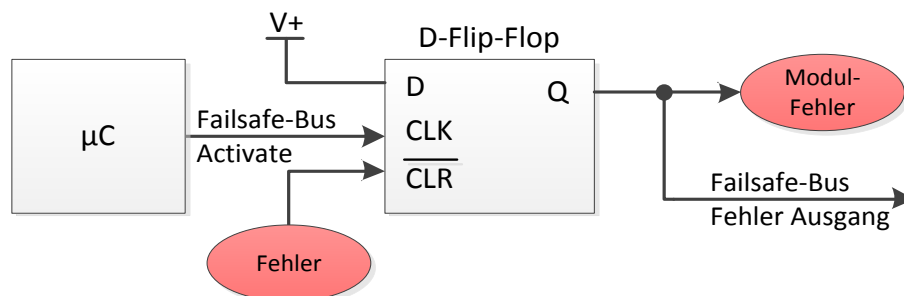 V+
D-Flip-Flop
µC
Failsafe-Bus
Activate
D
CLK
CLR
Q
Modul-
Fehler
Failsafe-Bus
Fehler Ausgang
Fehler